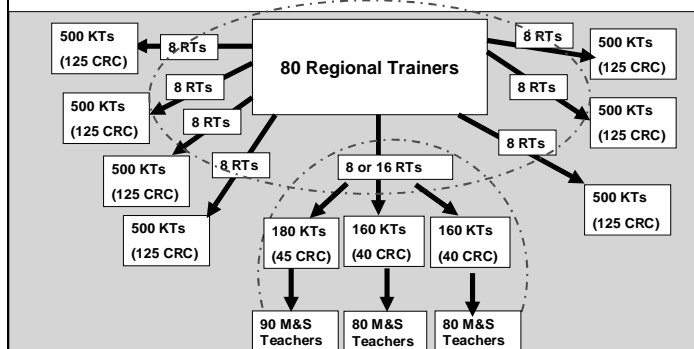 80 Regional Trainers
500 KTs
(125 CRC)
8 RTs
500 KTs
(125 CRC)
8 RTs
500 KTs
(125 CRC)
8 RTs
500 KTs
(125 CRC)
8 RTs
8 RTs
500 KTs
(125 CRC)
8 RTs
500 KTs
(125 CRC)
8 RTs
500 KTs
(125 CRC)
8 or 16 RTs
180 KTs
(45 CRC)
160 KTs
(40 CRC)
160 KTs
(40 CRC)
90 M&S
Teachers
80 M&S
Teachers
80 M&S
Teachers